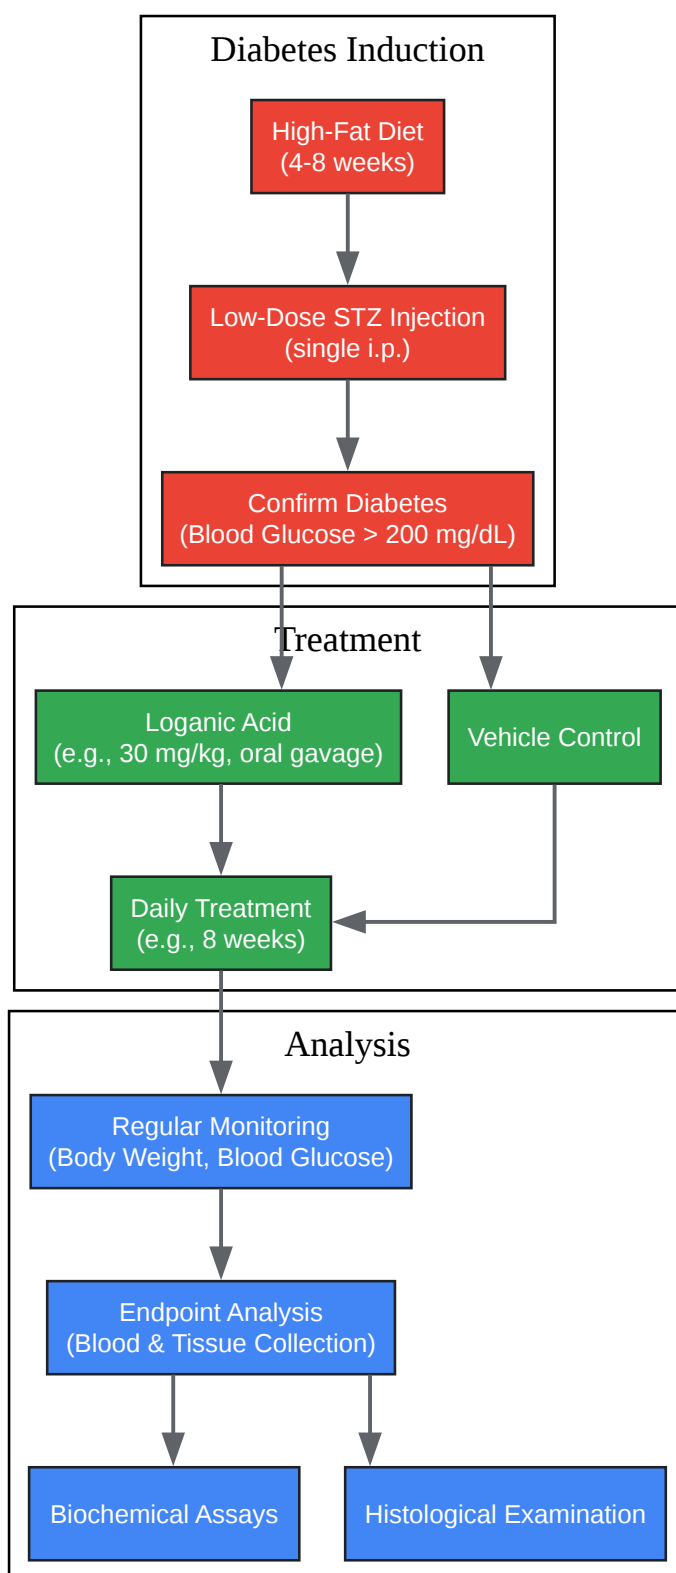 Diabetes Induction
High-Fat Diet
(4-8 weeks)
Low-Dose STZ Injection
(single i.p.)
Confirm Diabetes
(Blood Glucose > 200 mg/dL)
Treatment
Loganic Acid
(e.g., 30 mg/kg, oral gavage)
Vehicle Control
Daily Treatment
(e.g., 8 weeks)
Analysis
Regular Monitoring
(Body Weight, Blood Glucose)
Endpoint Analysis
(Blood & Tissue Collection)
Biochemical Assays
Histological Examination